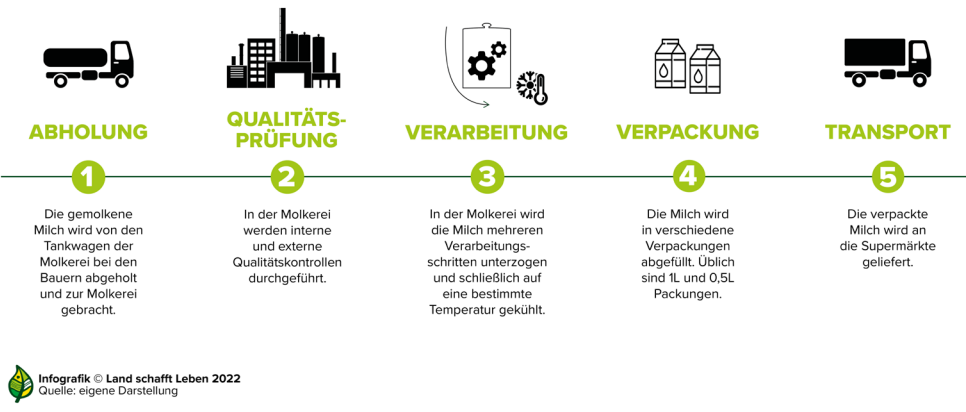 ABHOLUNG
1
Die gemolkene
Milch wird von den
Tankwagen der
Molkerei bei den
Bauern abgeholt
und zur Molkerei
gebracht.
QUALITÄTS-
PRÜFUNG
2
In der Molkerei
werden interne
und externe
Qualitätskontrollen
durchgeführt.
VERARBEITUNG
3
In der Molkerei wird
die Milch mehreren
Verarbeitungs-
schritten unterzogen
und schließlich auf
eine bestimmte
Temperatur gekühlt.
VERPACKUNG
4
Die Milch wird
in verschiedene
Verpackungen
abgefüllt. Üblich
sind 1L und 0,5L
Packungen.
TRANSPORT
5
Die verpackte
Milch wird an
die Supermärkte
geliefert.
Infografik © Land schafft Leben 2022
Quelle: eigene Darstellung